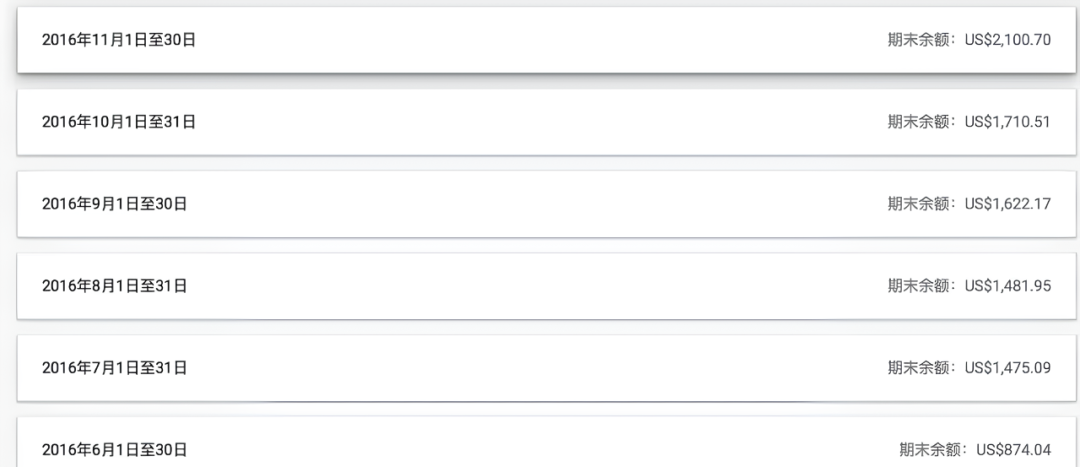 2016年11月1日至30日 期末余额：US$2,100.70
2016年10月1日至31日 期末余额：US$1,710.51
2016年9月1日至30日 期末余额：US$1,622.17
2016年8月1日至31日 期末余额：US$1,481.95
2016年7月1日至31日 期末余额：US$1,475.09
2016年6月1日至30日 期末余额：US$874.04